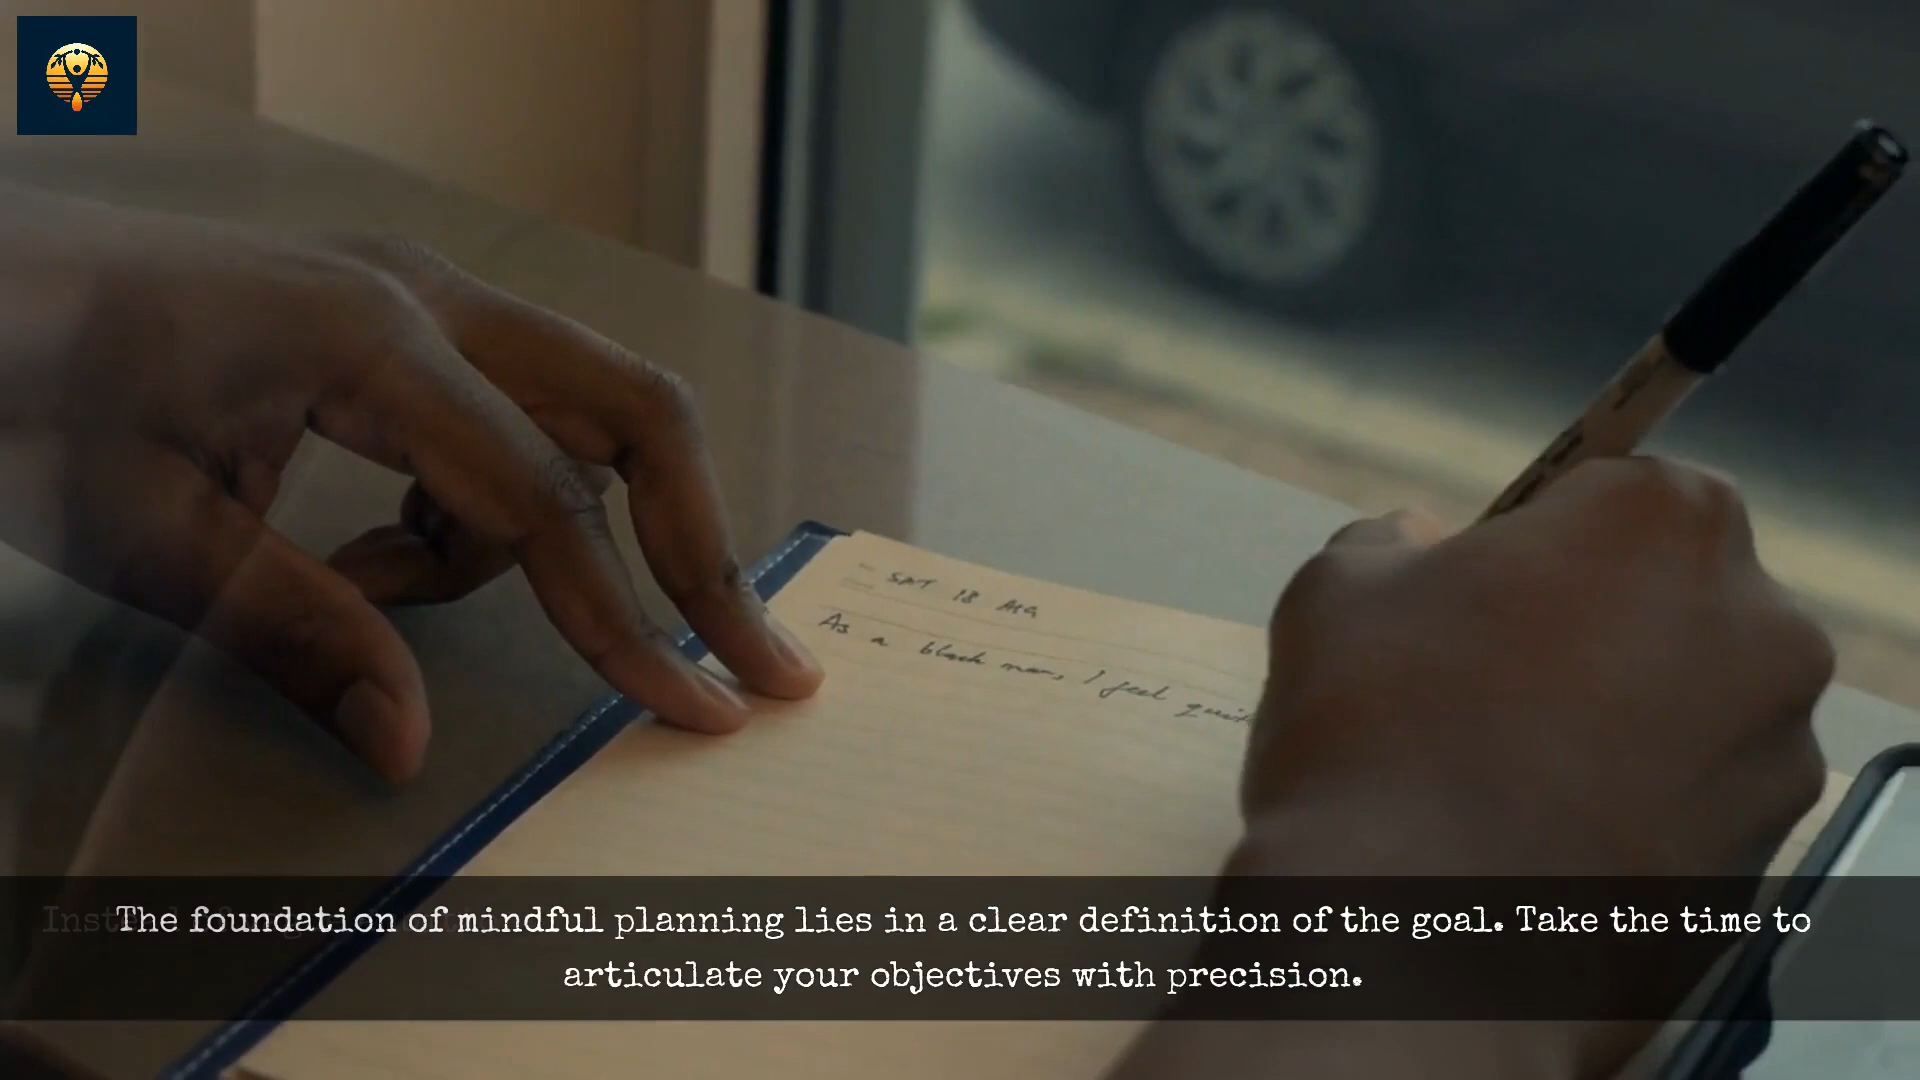 SAT 18 AUG
As a black man, I feel
The foundation of mindful planning lies in a clear definition of the goal. Take the time to
articulate your objectives with precision.